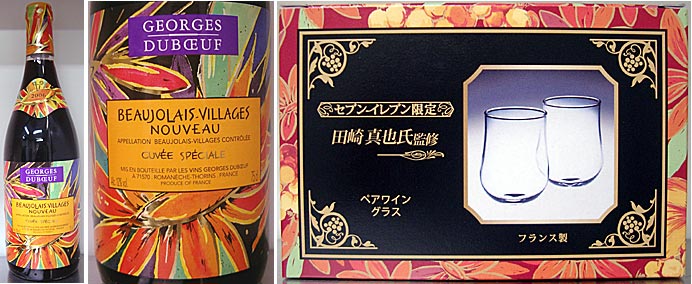 2006
GEORGES
DUBŒUF
BEAUJOLAIS-VILLAGES
NOUVEAU
GEORGES
DUBŒUF
BEAUJOLAIS-VILLAGES
NOUVEAU
APPELLATION BEAUJOLAIS-VILLAGES CONTRÔLÉE
CUVÉE SPÉCIALE
MIS EN BOUTEILLE PAR LES VINS GEORGES DUBŒUF
À 71570 ROMANÈCHE-THORINS, FRANCE
PRODUCE OF FRANCE
セブン-イレブン限定
田崎真也氏監修
ペアワイン
グラス
フランス製